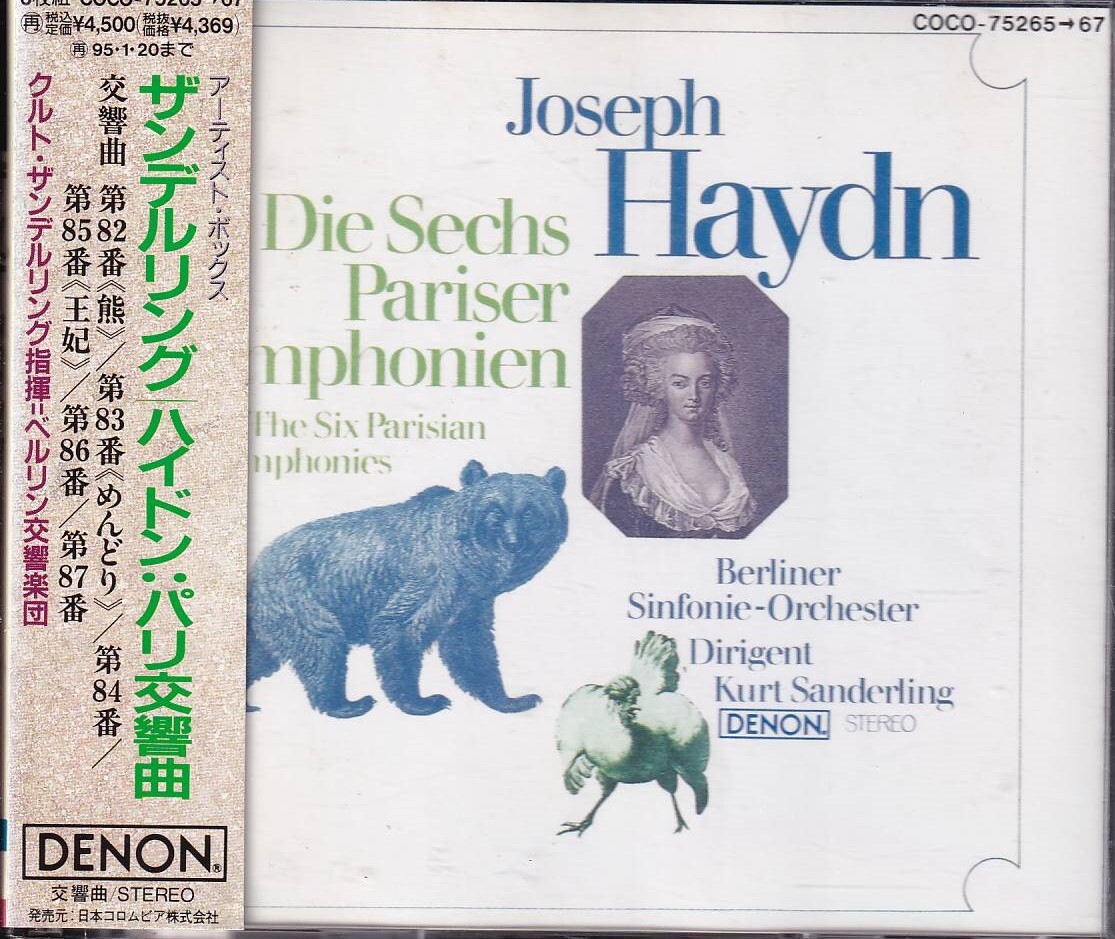 COCO-75265→67
再 税込定価¥4,500(税抜価格¥4,369)
再 95・1・20まで
アーティスト・ボックス
ザンデルリング/ハイドン:パリ交響曲
交響曲 第82番《熊》/第83番《めんどり》/第84番/
第85番《王妃》/第86番/第87番
クルト・ザンデルリング指揮=ベルリン交響楽団
DENON®
交響曲/STEREO
発売元:日本コロムビア株式会社
COCO-75265→67
Joseph
Haydn
Die Sechs
Pariser
mphonien
The Six Parisian
mphonies
Berliner
Sinfonie-Orchester
Dirigent
Kurt Sanderling
DENON. STEREO